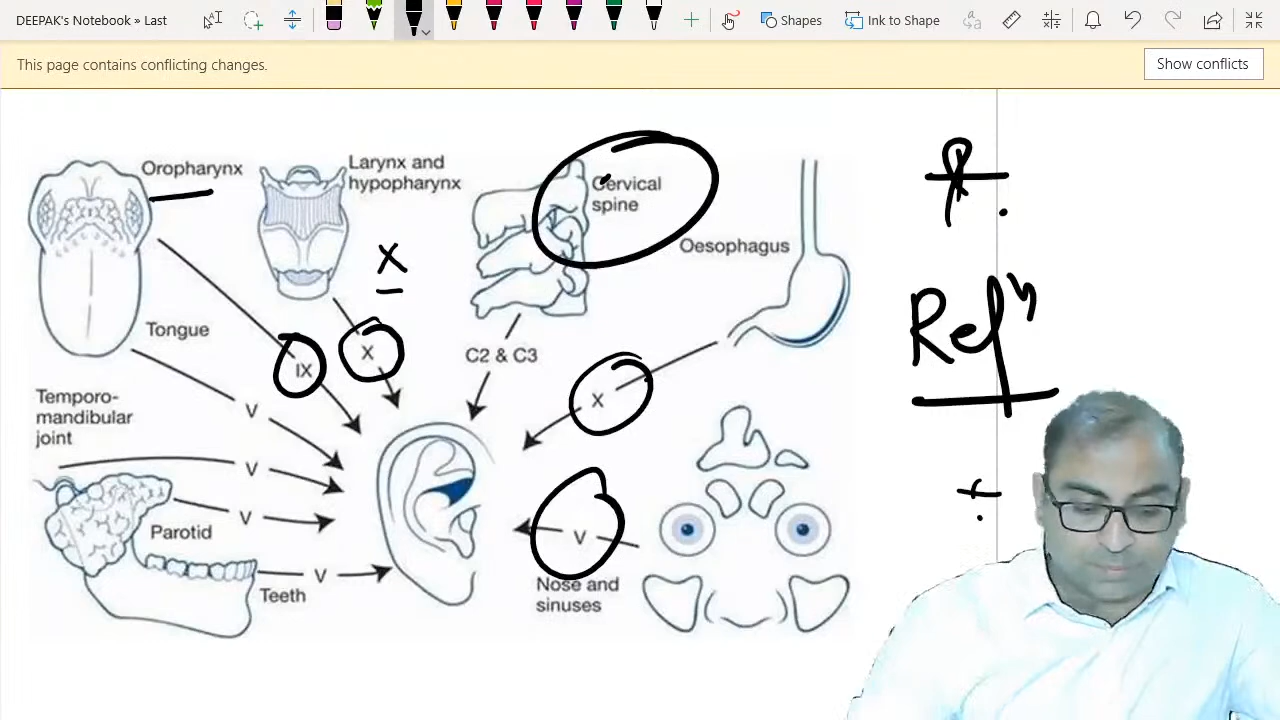 DEEPAK's Notebook » Last
Shapes
Ink to Shape
This page contains conflicting changes.
Show conflicts
Oropharynx
Larynx and
hypopharynx
Cervical
spine
Oesophagus
X
Tongue
IX
X
C2 & C3
X
Temporo-
mandibular
joint
V
V
V
Parotid
V
Teeth
V
Nose and
sinuses